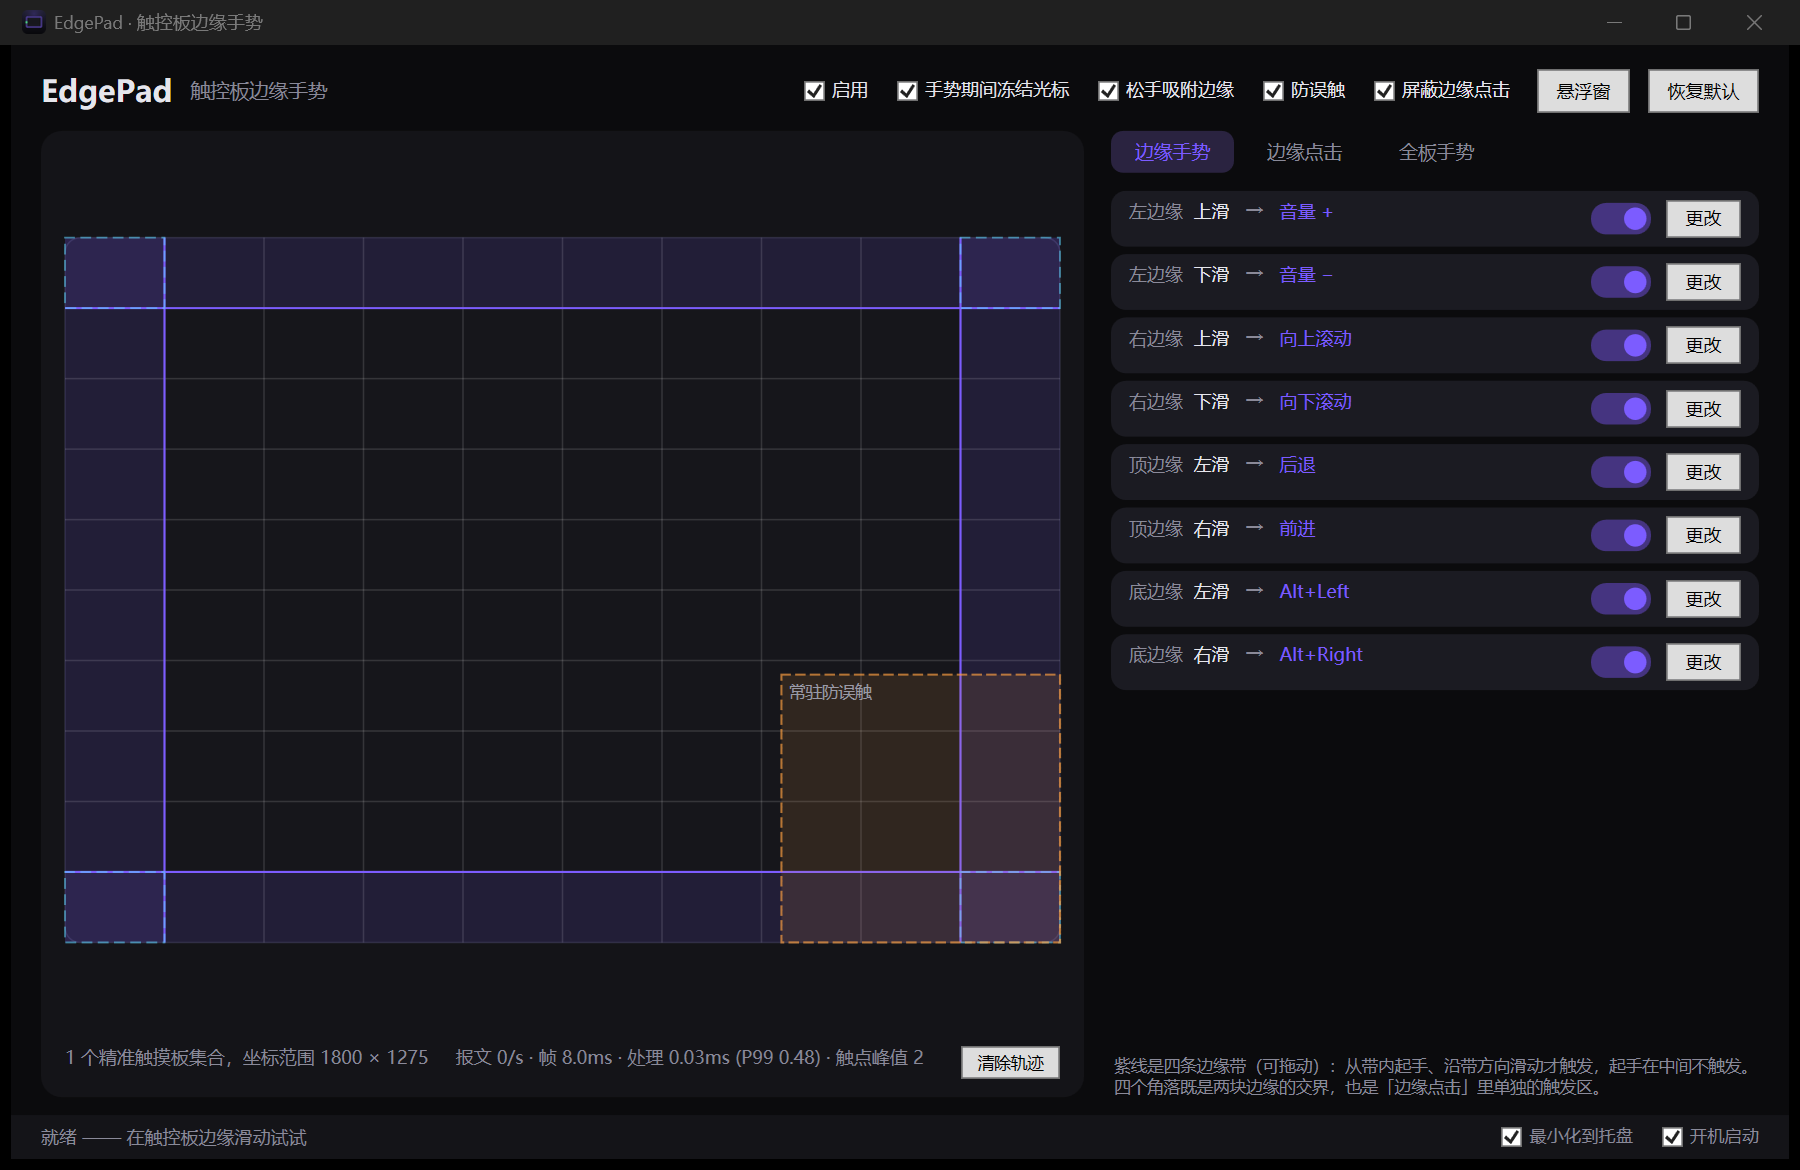 EdgePad · 触控板边缘手势
EdgePad 触控板边缘手势
启用 手势期间冻结光标 松手吸附边缘 防误触 屏蔽边缘点击 悬浮窗 恢复默认
边缘手势 边缘点击 全板手势
左边缘 上滑 → 音量 + 更改
左边缘 下滑 → 音量 − 更改
右边缘 上滑 → 向上滚动 更改
右边缘 下滑 → 向下滚动 更改
顶边缘 左滑 → 后退 更改
顶边缘 右滑 → 前进 更改
底边缘 左滑 → Alt+Left 更改
底边缘 右滑 → Alt+Right 更改
常驻防误触
1 个精准触摸板集合，坐标范围 1800 × 1275 报文 0/s · 帧 8.0ms · 处理 0.03ms (P99 0.48) · 触点峰值 2 清除轨迹
紫线是四条边缘带（可拖动）：从带内起手、沿带方向滑动才触发，起手在中间不触发。
四个角落既是两块边缘的交界，也是「边缘点击」里单独的触发区。
就绪 —— 在触控板边缘滑动试试 最小化到托盘 开机启动